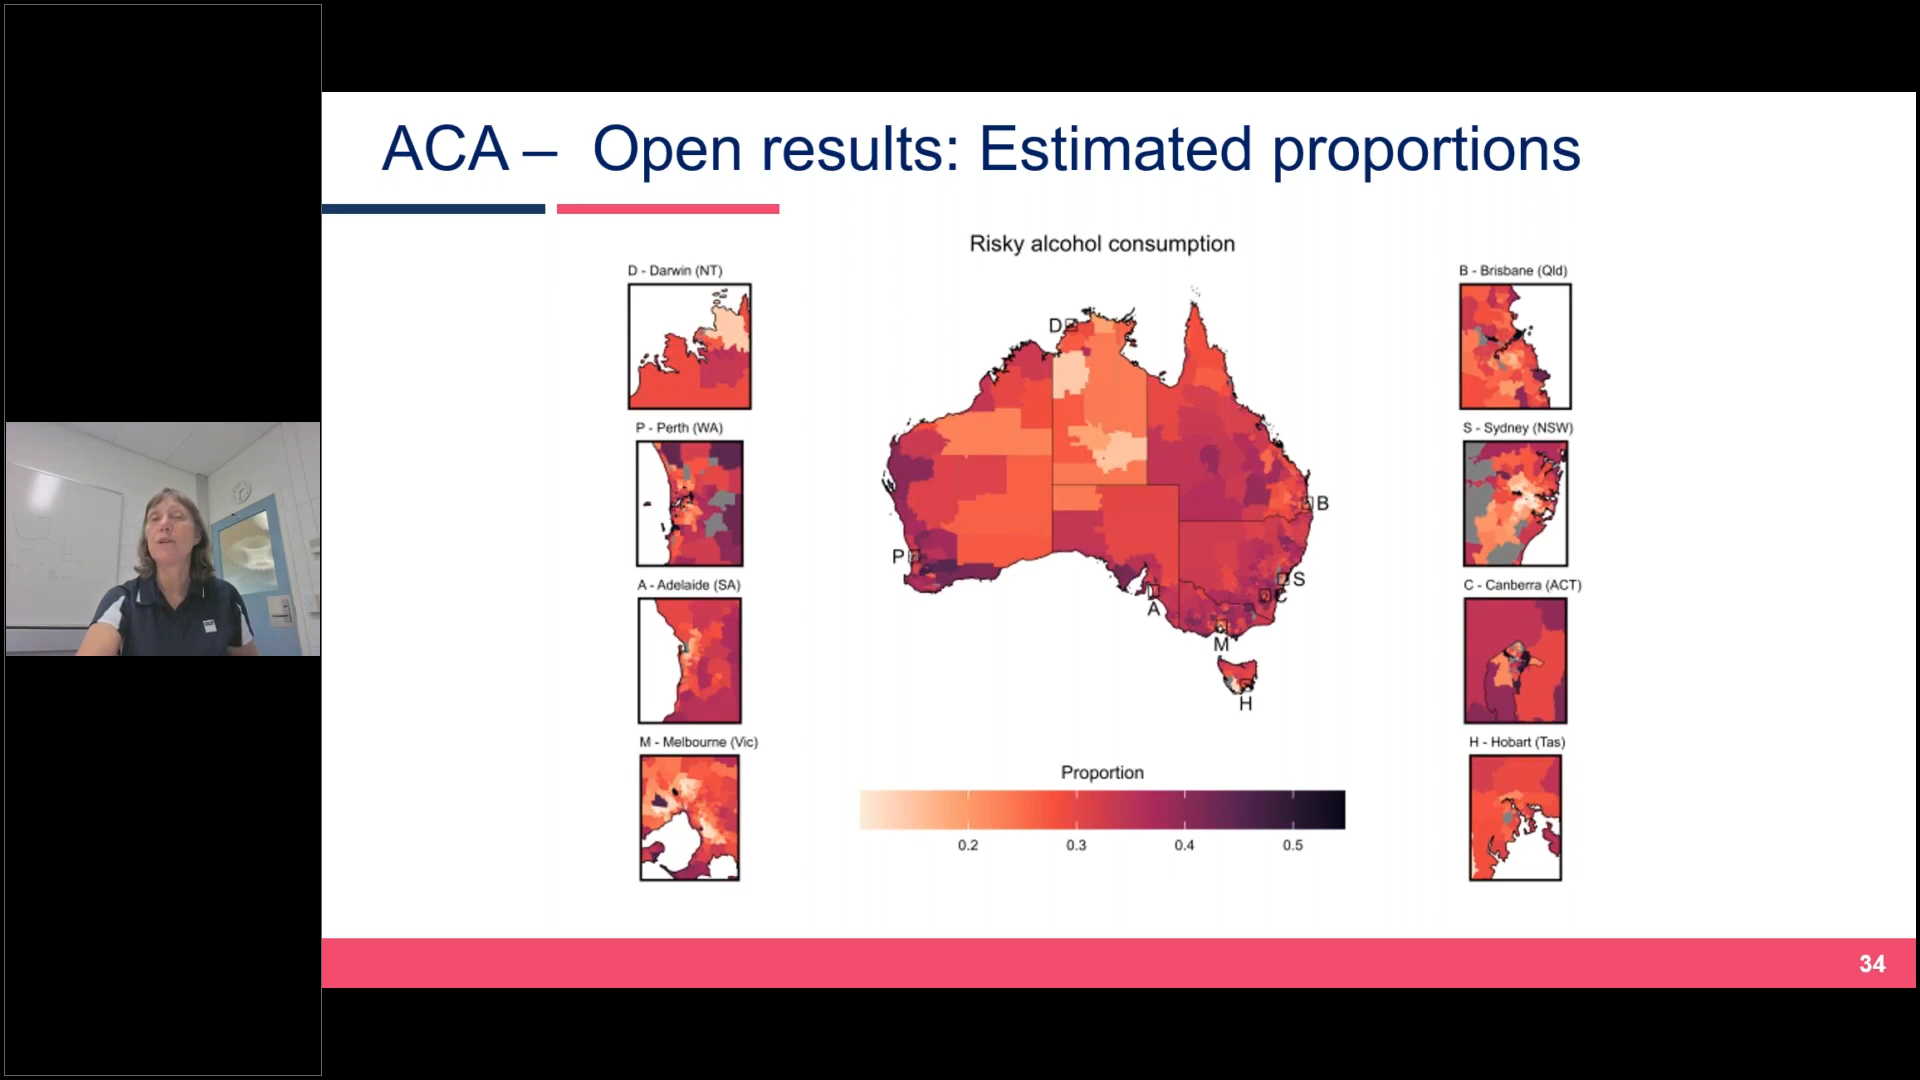 ACA – Open results: Estimated proportions
Risky alcohol consumption
D - Darwin (NT)
P - Perth (WA)
A - Adelaide (SA)
M - Melbourne (Vic)
D
B
P
S
C
A
M
H
B - Brisbane (Qld)
S - Sydney (NSW)
C - Canberra (ACT)
H - Hobart (Tas)
Proportion
0.2 0.3 0.4 0.5
34